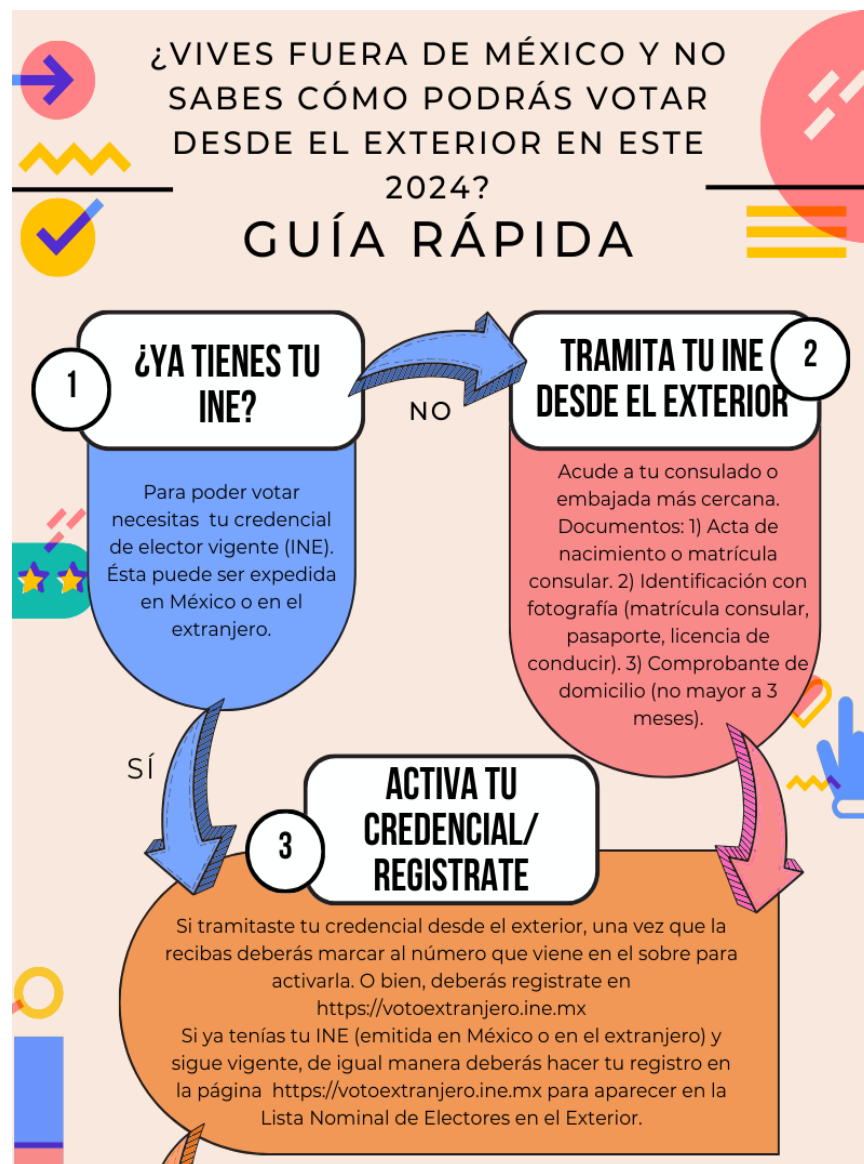 ¿VIVES FUERA DE MÉXICO Y NO
SABES CÓMO PODRÁS VOTAR
DESDE EL EXTERIOR EN ESTE
2024?
GUÍA RÁPIDA
1
¿YA TIENES TU
INE?
Para poder votar
necesitas tu credencial
de elector vigente (INE).
Ésta puede ser expedida
en México o en el
extranjero.
NO
2
TRAMITA TU INE
DESDE EL EXTERIOR
Acude a tu consulado o
embajada más cercana.
Documentos: 1) Acta de
nacimiento o matrícula
consular. 2) Identificación con
fotografía (matrícula consular,
pasaporte, licencia de
conducir). 3) Comprobante de
domicilio (no mayor a 3
meses).
SÍ
3
ACTIVA TU
CREDENCIAL/
REGISTRATE
Si tramitaste tu credencial desde el exterior, una vez que la
recibas deberás marcar al número que viene en el sobre para
activarla. O bien, deberás registrate en
https://votoextranjero.ine.mx
Si ya tenías tu INE (emitida en México o en el extranjero) y
sigue vigente, de igual manera deberás hacer tu registro en
la página https://votoextranjero.ine.mx para aparecer en la
Lista Nominal de Electores en el Exterior.